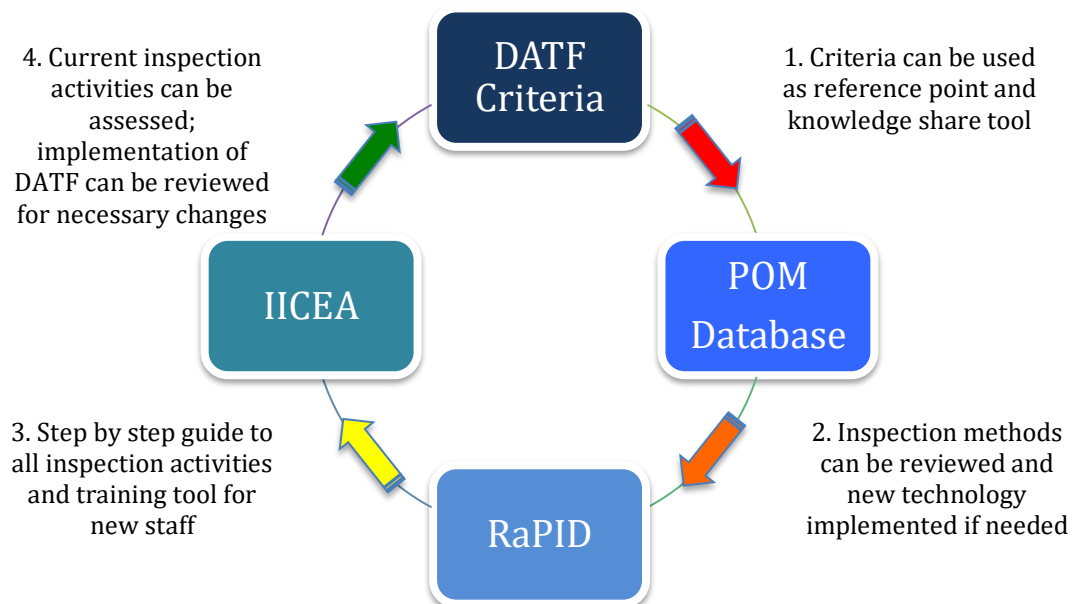 DATF
Criteria
1. Criteria can be used
as reference point and
knowledge share tool
POM
Database
2. Inspection methods
can be reviewed and
new technology
implemented if needed
RaPID
3. Step by step guide to
all inspection activities
and training tool for
new staff
IICEA
4. Current inspection
activities can be
assessed;
implementation of
DATF can be reviewed
for necessary changes